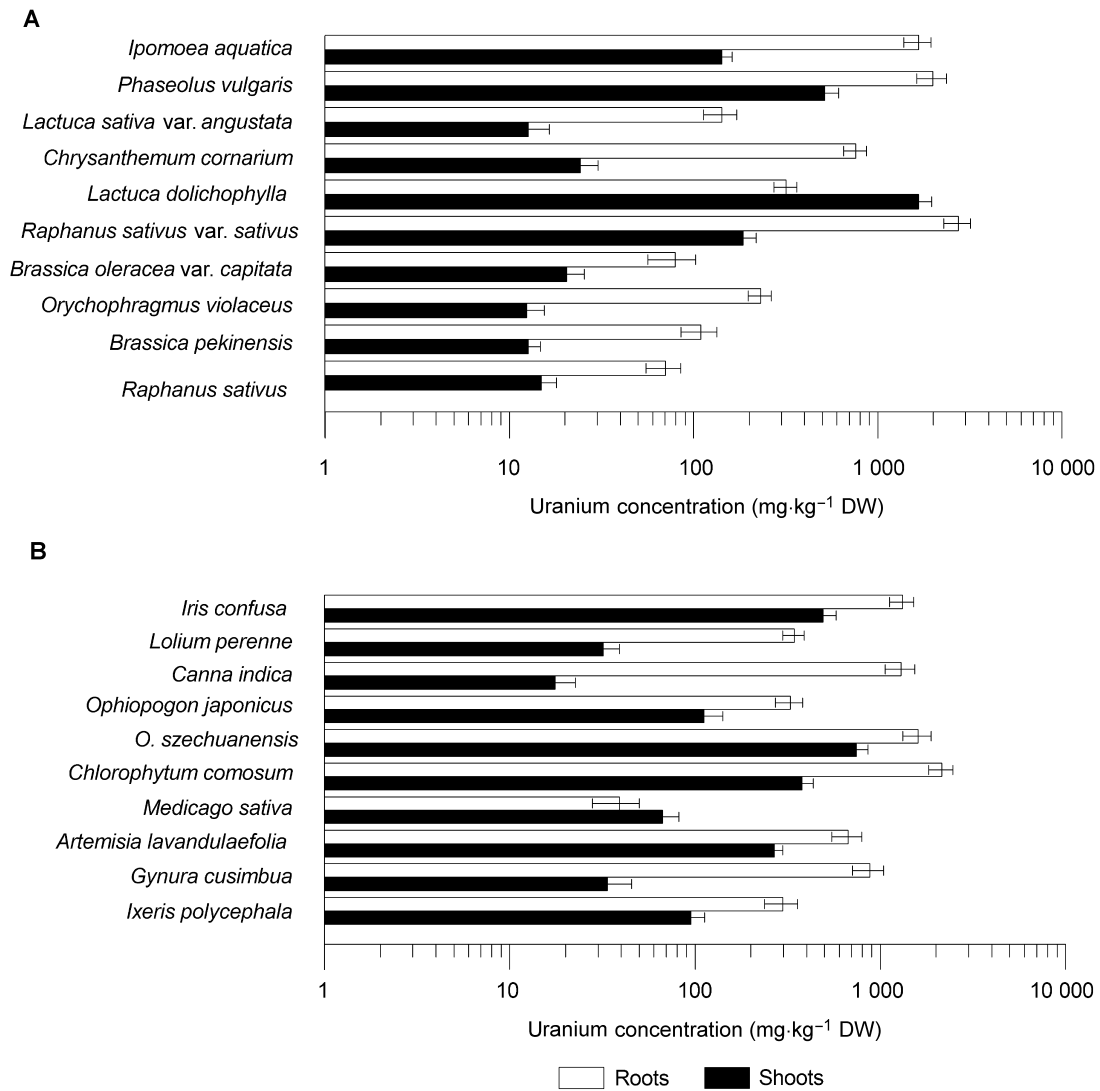 A
Ipomoea aquatica
Phaseolus vulgaris
Lactuca sativa var. angustata
Chrysanthemum cornarium
Lactuca dolichophylla
Raphanus sativus var. sativus
Brassica oleracea var. capitata
Orychophragmus violaceus
Brassica pekinensis
Raphanus sativus
1 10 100 1 000 10 000
Uranium concentration (mg·kg⁻¹ DW)
B
Iris confusa
Lolium perenne
Canna indica
Ophiopogon japonicus
O. szechuanensis
Chlorophytum comosum
Medicago sativa
Artemisia lavandulaefolia
Gynura cusimbua
Ixeris polycephala
1 10 100 1 000 10 000
Uranium concentration (mg·kg⁻¹ DW)
Roots Shoots